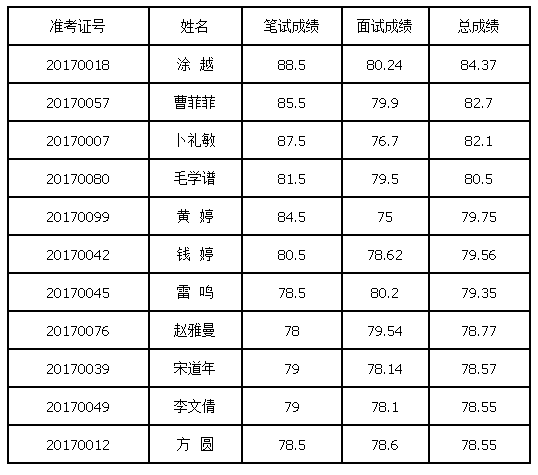 准考证号 姓名 笔试成绩 面试成绩 总成绩
20170018 涂 越 88.5 80.24 84.37
20170057 曹菲菲 85.5 79.9 82.7
20170007 卜礼敏 87.5 76.7 82.1
20170080 毛学谱 81.5 79.5 80.5
20170099 黄 婷 84.5 75 79.75
20170042 钱 婷 80.5 78.62 79.56
20170045 雷 鸣 78.5 80.2 79.35
20170076 赵雅曼 78 79.54 78.77
20170039 宋道年 79 78.14 78.57
20170049 李文倩 79 78.1 78.55
20170012 方 圆 78.5 78.6 78.55